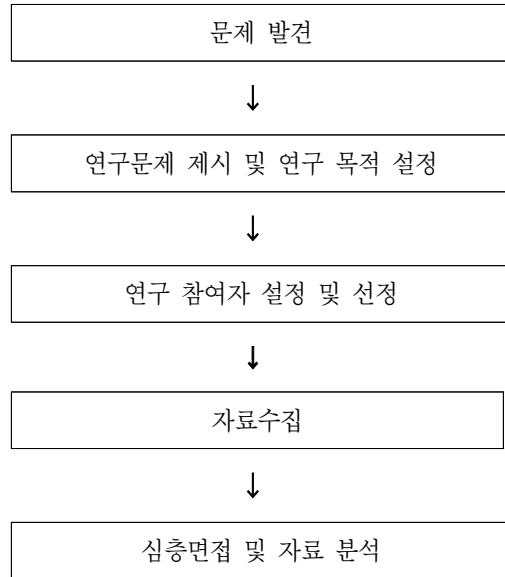 문제 발견
↓
연구문제 제시 및 연구 목적 설정
↓
연구 참여자 설정 및 선정
↓
자료수집
↓
심층면접 및 자료 분석